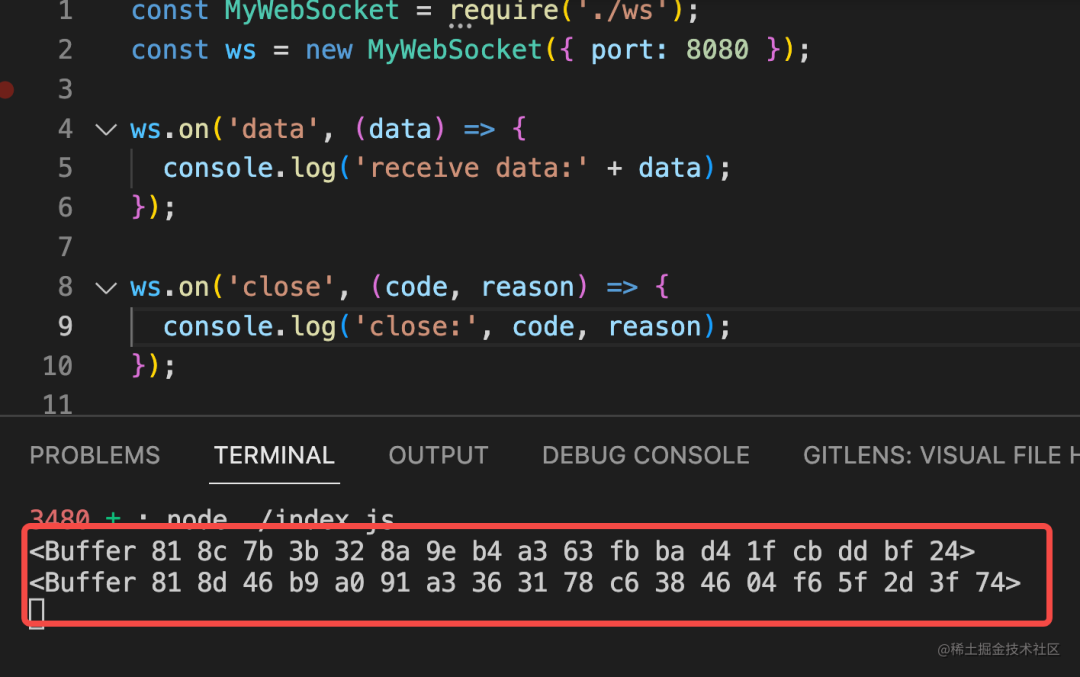 1 const MyWebSocket = require('./ws');
2 const ws = new MyWebSocket({ port: 8080 });
3
4 ws.on('data', (data) => {
5 console.log('receive data:' + data);
6 });
7
8 ws.on('close', (code, reason) => {
9 console.log('close:', code, reason);
10 });
11
PROBLEMS TERMINAL OUTPUT DEBUG CONSOLE GITLENS: VISUAL FILE H
3480 + : node ./index.js
<Buffer 81 8c 7b 3b 32 8a 9e b4 a3 63 fb ba d4 1f cb dd bf 24>
<Buffer 81 8d 46 b9 a0 91 a3 36 31 78 c6 38 46 04 f6 5f 2d 3f 74>
@稀土掘金技术社区